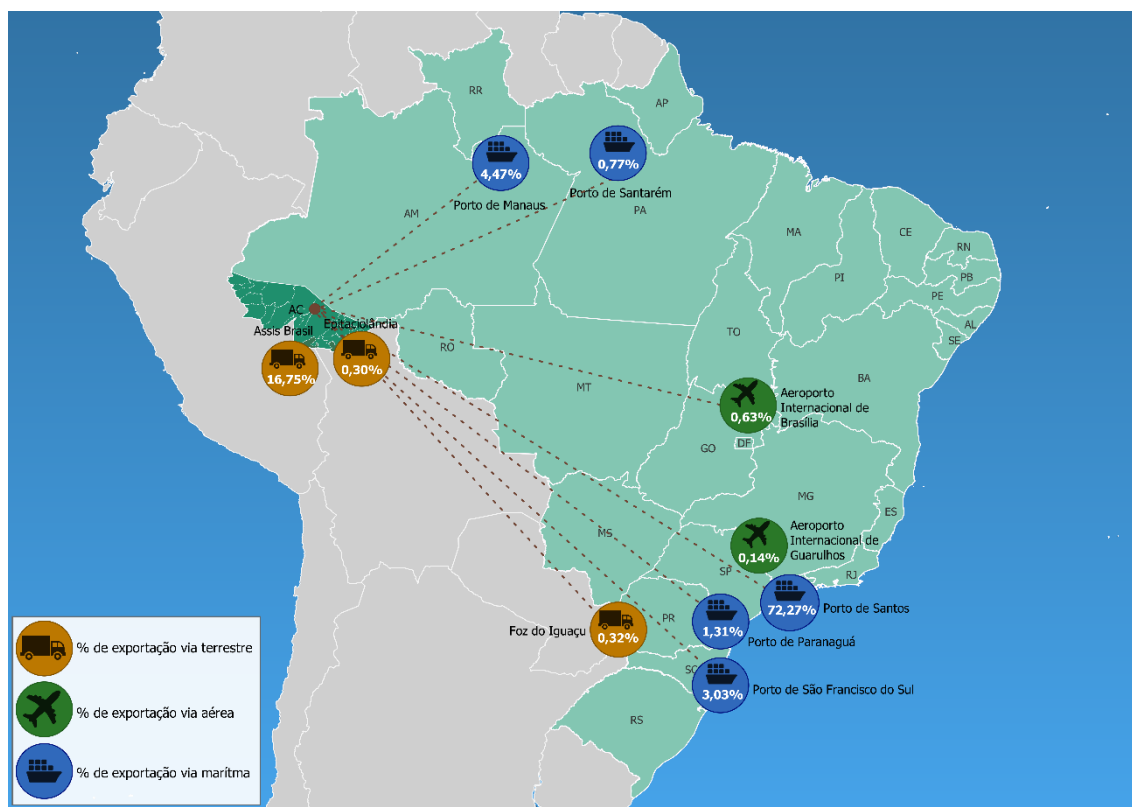 RR
AP
4,47%
0,77%
Porto de Manaus
Porto de Santarém
AM
PA
MA
CE
RN
PB
PI
PE
AL
SE
AC
Assis Brasil
Epitaciolândia
16,75%
0,30%
RO
TO
MT
BA
0,63%
Aeroporto
Internacional de
Brasília
DF
GO
MG
ES
MS
0,14%
Aeroporto
Internacional de
Guarulhos
SP
RJ
72,27%
Porto de Santos
PR
Foz do Iguaçu
0,32%
1,31%
Porto de Paranaguá
SC
3,03%
Porto de São Francisco do Sul
RS
% de exportação via terrestre
% de exportação via aérea
% de exportação via marítma